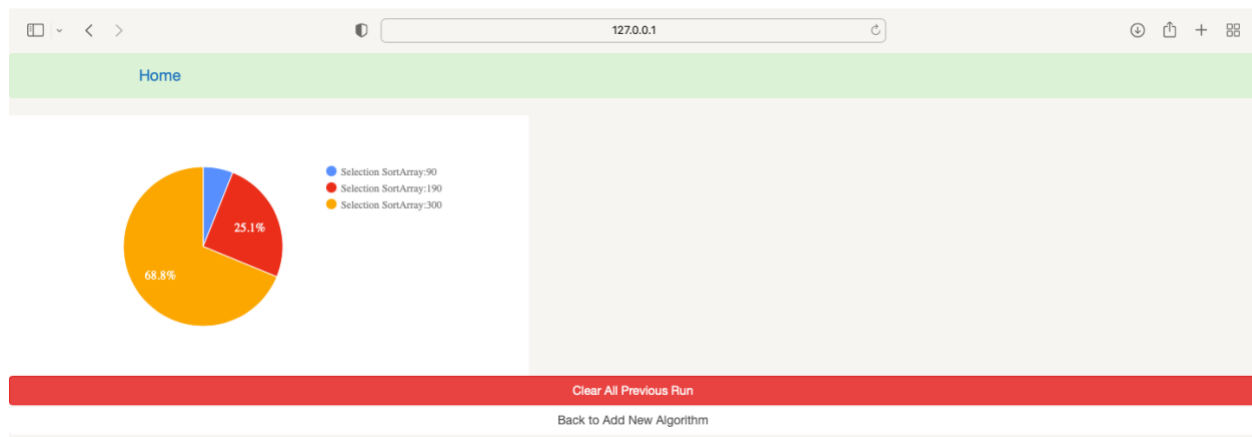 127.0.0.1
Home
Selection SortArray:90
Selection SortArray:190
Selection SortArray:300
25.1%
68.8%
Clear All Previous Run
Back to Add New Algorithm